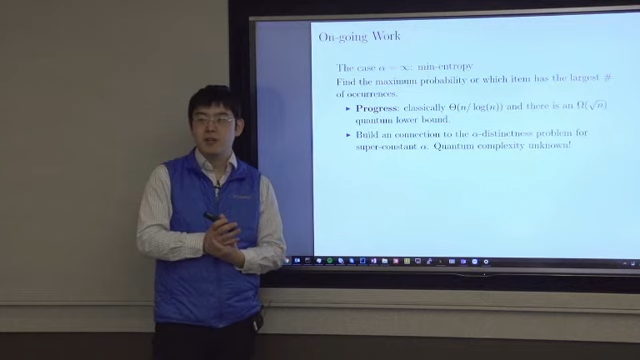 On-going Work
The case α = ∞: min-entropy
Find the maximum probability or which item has the largest #
of occurrences.
▶ Progress: classically Θ(n/ log(n)) and there is an Ω(√n)
quantum lower bound.
▶ Build an connection to the α-distinctness problem for
super-constant α. Quantum complexity unknown!